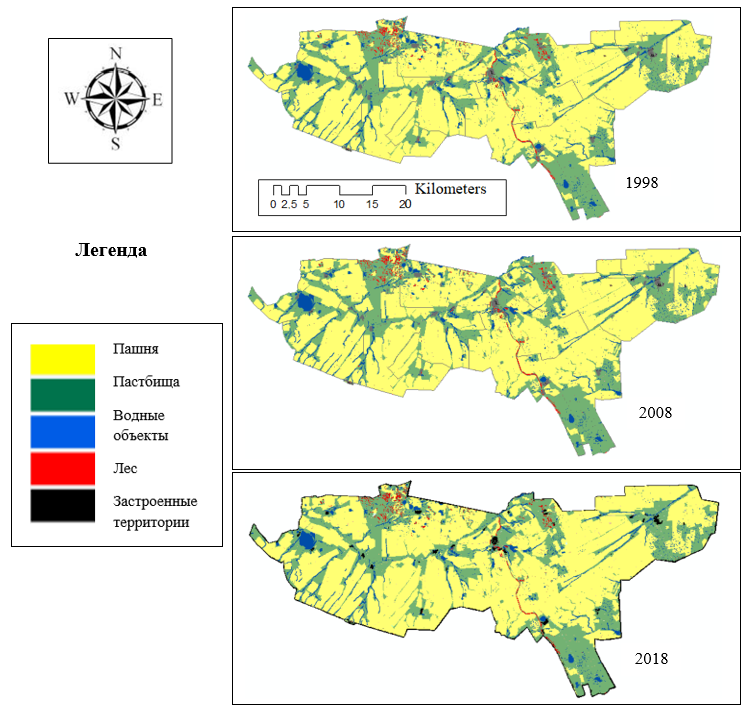 N
W E
S
Kilometers
0 2,5 5 10 15 20
1998
Легенда
Пашня
Пастбища
Водные
объекты
Лес
Застроенные
территории
2008
2018